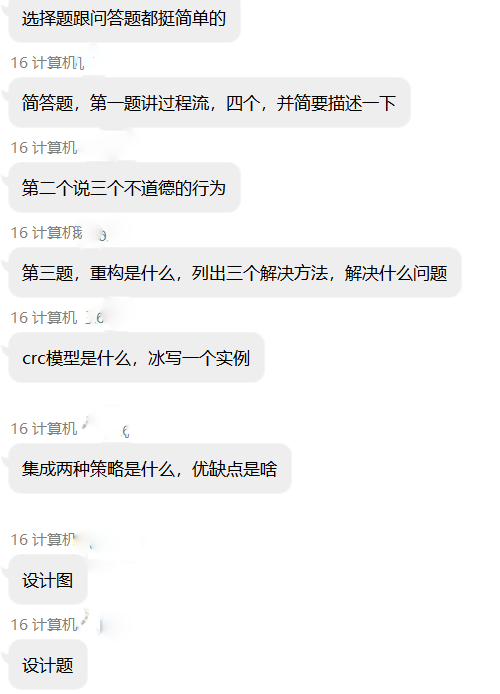 选择题跟问答题都挺简单的
16 计算机
简答题，第一题讲过程流，四个，并简要描述一下
16 计算机
第二个说三个不道德的行为
16 计算机
第三题，重构是什么，列出三个解决方法，解决什么问题
16 计算机
crc模型是什么，冰写一个实例
16 计算机
集成两种策略是什么，优缺点是啥
16 计算机
设计图
16 计算机
设计题